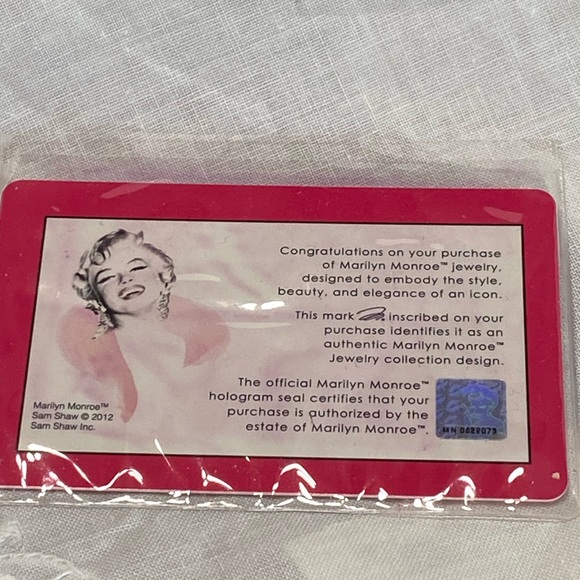 Congratulations on your purchase
of Marilyn Monroe™ jewelry,
designed to embody the style,
beauty, and elegance of an icon.
This mark inscribed on your
purchase identifies it as an
authentic Marilyn Monroe™
Jewelry collection design.
The official Marilyn Monroe™
hologram seal certifies that your
purchase is authorized by the
estate of Marilyn Monroe™.
Marilyn Monroe™
Sam Shaw © 2012
Sam Shaw Inc.
MN 0629073